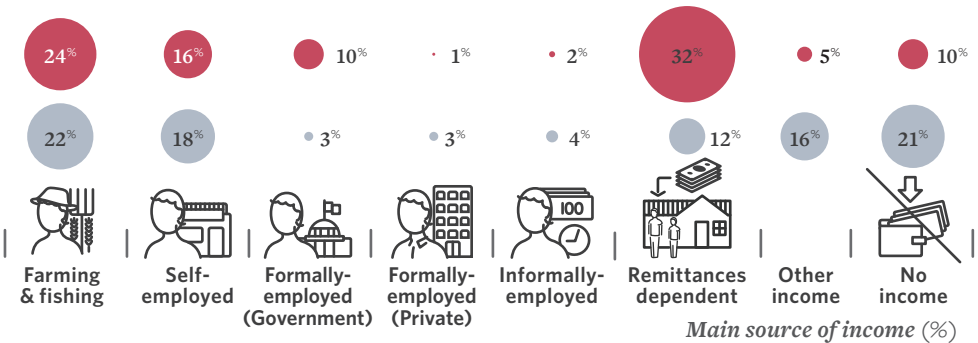 24% 16% 10% 1% 2% 32% 5% 10%
22% 18% 3% 3% 4% 12% 16% 21%
100
Farming
& fishing
Self-
employed
Formally-
employed
(Government)
Formally-
employed
(Private)
Informally-
employed
Remittances
dependent
Other
income
No
income
Main source of income (%)